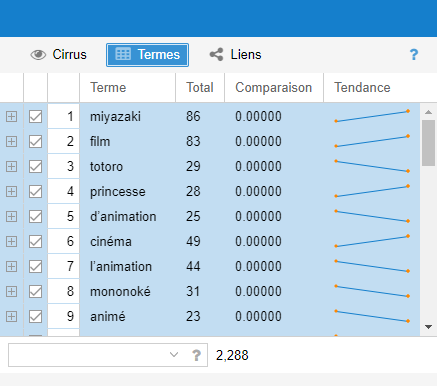 Cirrus Termes Liens ?
Terme Total Comparaison Tendance
1 miyazaki 86 0.00000
2 film 83 0.00000
3 totoro 29 0.00000
4 princesse 28 0.00000
5 d'animation 25 0.00000
6 cinéma 49 0.00000
7 l'animation 44 0.00000
8 mononoké 31 0.00000
9 animé 23 0.00000
? 2,288